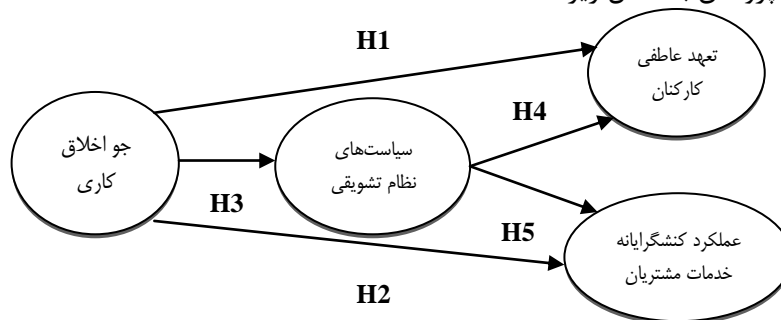 H1
تعهد عاطفی
کارکنان
H4
جو اخلاق
کاری
سیاست‌های
نظام تشویقی
H3
H5
عملکرد کنشگرایانه
خدمات مشتریان
H2